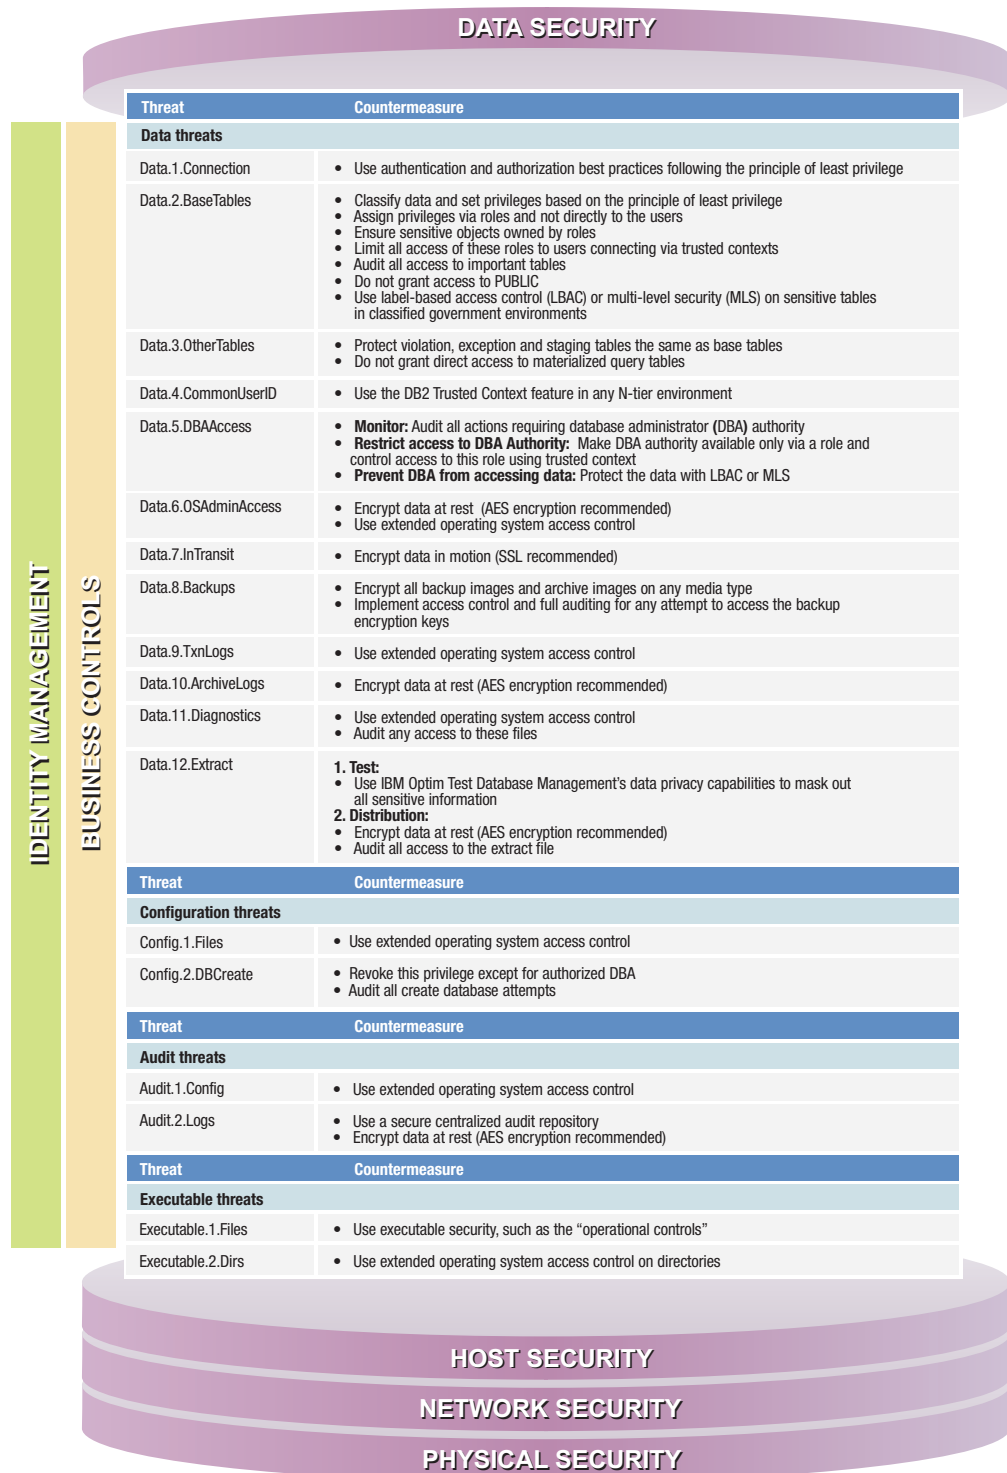 DATA SECURITY
Threat Countermeasure
Data threats
Data.1.Connection • Use authentication and authorization best practices following the principle of least privilege
Data.2.BaseTables • Classify data and set privileges based on the principle of least privilege
• Assign privileges via roles and not directly to the users
• Ensure sensitive objects owned by roles
• Limit all access of these roles to users connecting via trusted contexts
• Audit all access to important tables
• Do not grant access to PUBLIC
• Use label-based access control (LBAC) or multi-level security (MLS) on sensitive tables
in classified government environments
Data.3.OtherTables • Protect violation, exception and staging tables the same as base tables
• Do not grant direct access to materialized query tables
Data.4.CommonUserID • Use the DB2 Trusted Context feature in any N-tier environment
Data.5.DBAAccess • Monitor: Audit all actions requiring database administrator (DBA) authority
• Restrict access to DBA Authority: Make DBA authority available only via a role and
control access to this role using trusted context
• Prevent DBA from accessing data: Protect the data with LBAC or MLS
Data.6.OSAdminAccess • Encrypt data at rest (AES encryption recommended)
• Use extended operating system access control
Data.7.InTransit • Encrypt data in motion (SSL recommended)
Data.8.Backups • Encrypt all backup images and archive images on any media type
• Implement access control and full auditing for any attempt to access the backup
encryption keys
Data.9.TxnLogs • Use extended operating system access control
Data.10.ArchiveLogs • Encrypt data at rest (AES encryption recommended)
Data.11.Diagnostics • Use extended operating system access control
• Audit any access to these files
Data.12.Extract 1. Test:
• Use IBM Optim Test Database Management's data privacy capabilities to mask out
all sensitive information
2. Distribution:
• Encrypt data at rest (AES encryption recommended)
• Audit all access to the extract file
Threat Countermeasure
Configuration threats
Config.1.Files • Use extended operating system access control
Config.2.DBCreate • Revoke this privilege except for authorized DBA
• Audit all create database attempts
Threat Countermeasure
Audit threats
Audit.1.Config • Use extended operating system access control
Audit.2.Logs • Use a secure centralized audit repository
• Encrypt data at rest (AES encryption recommended)
Threat Countermeasure
Executable threats
Executable.1.Files • Use executable security, such as the “operational controls”
Executable.2.Dirs • Use extended operating system access control on directories
IDENTITY MANAGEMENT
BUSINESS CONTROLS
HOST SECURITY
NETWORK SECURITY
PHYSICAL SECURITY